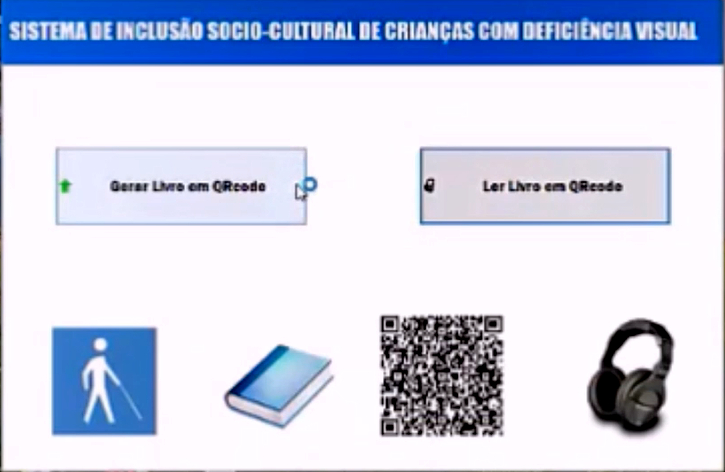 SISTEMA DE INCLUSÃO SOCIO-CULTURAL DE CRIANÇAS COM DEFICIÊNCIA VISUAL
Gerar Livro em QRcode
Ler Livro em QRcode